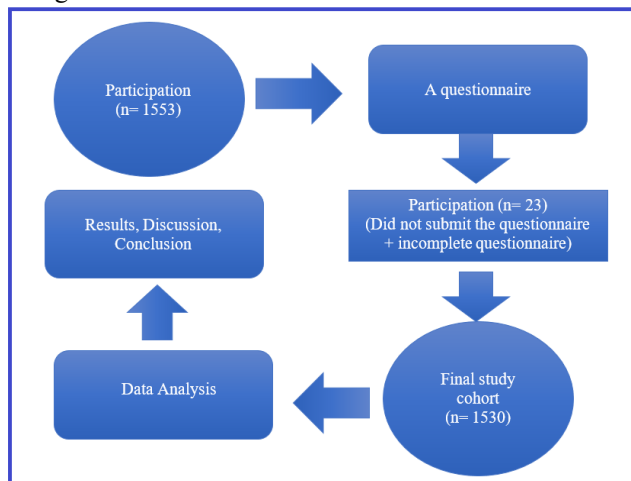 Participation
(n= 1553)
A questionnaire
Participation (n= 23)
(Did not submit the questionnaire
+ incomplete questionnaire)
Final study
cohort
(n= 1530)
Data Analysis
Results, Discussion,
Conclusion